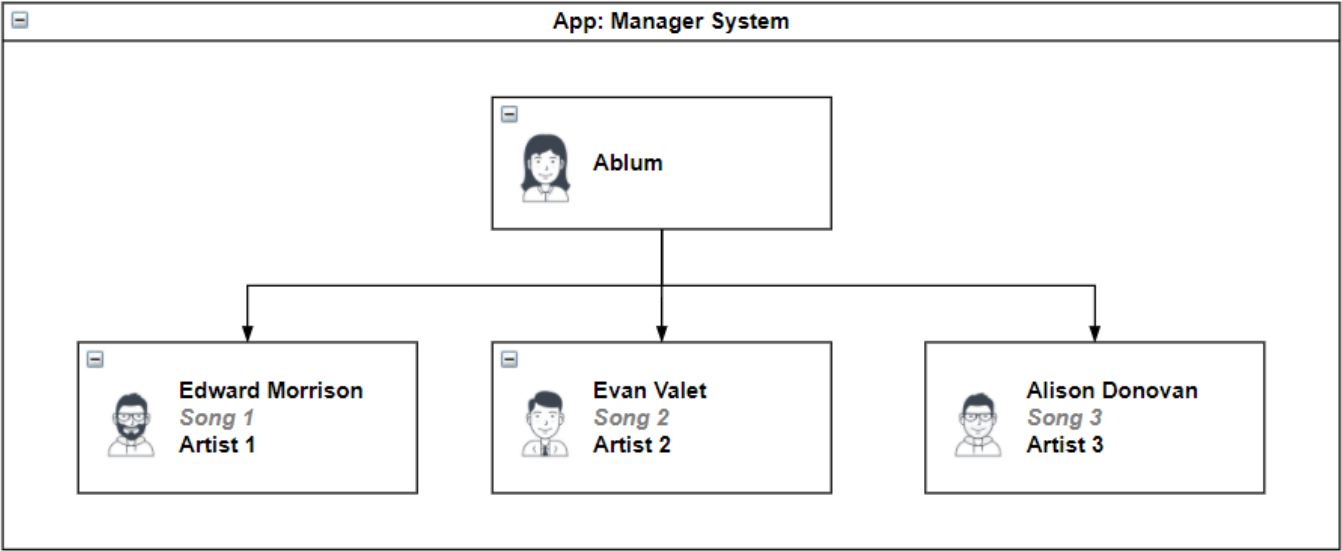 App: Manager System
Ablum
Edward Morrison
Song 1
Artist 1
Evan Valet
Song 2
Artist 2
Alison Donovan
Song 3
Artist 3